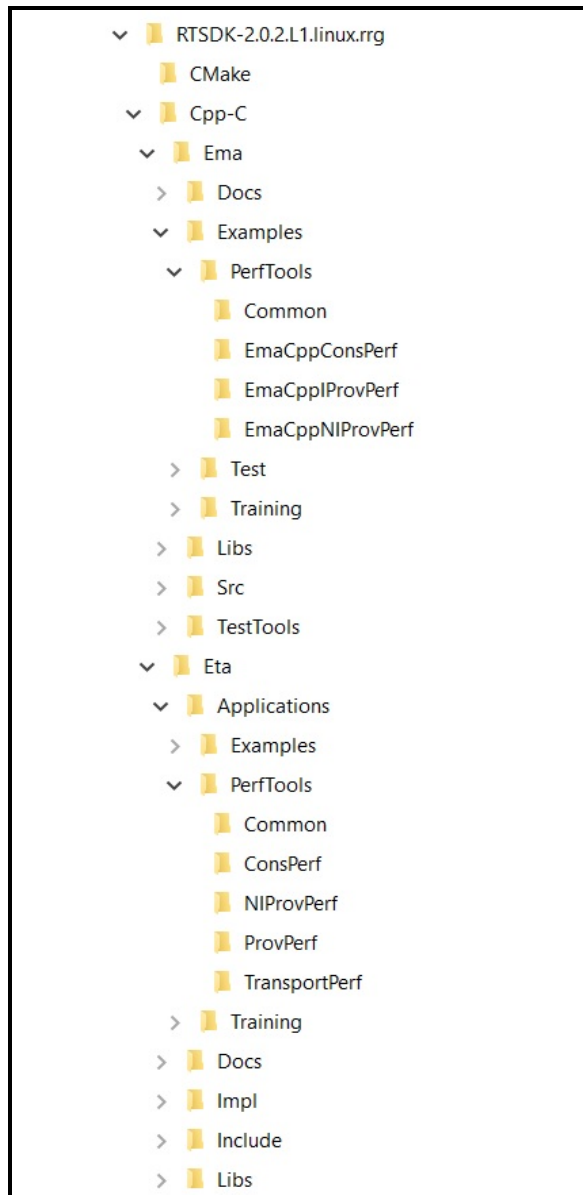 RTSDK-2.0.2.L1.linux.rrg
CMake
Cpp-C
Ema
Docs
Examples
PerfTools
Common
EmaCppConsPerf
EmaCppIProvPerf
EmaCppNIProvPerf
Test
Training
Libs
Src
TestTools
Eta
Applications
Examples
PerfTools
Common
ConsPerf
NIProvPerf
ProvPerf
TransportPerf
Training
Docs
Impl
Include
Libs